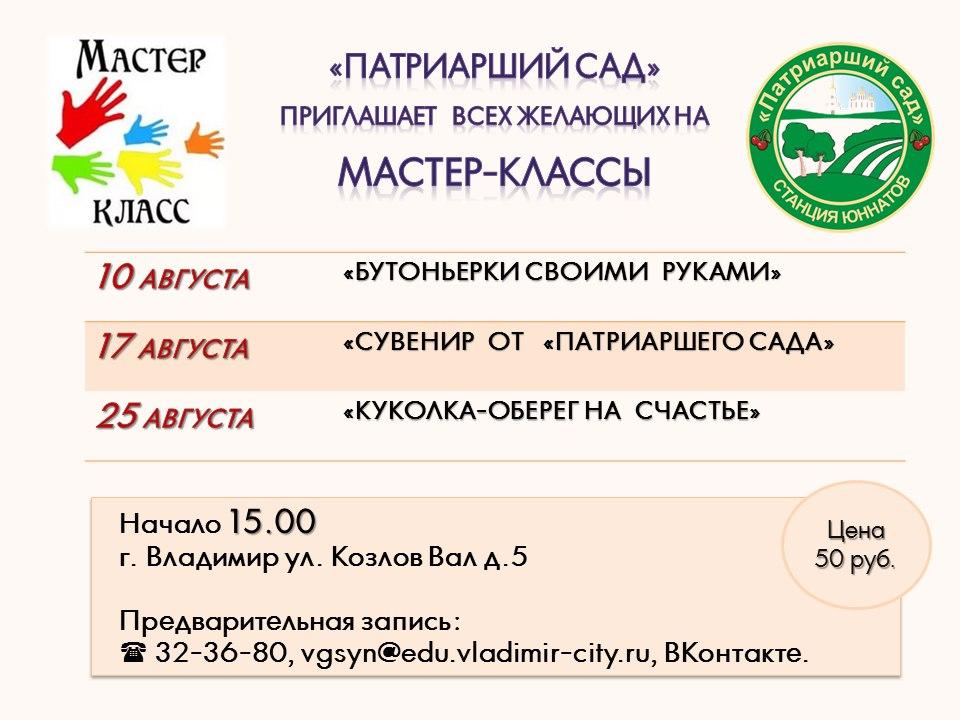 Мастер
класс
«ПАТРИАРШИЙ САД»
ПРИГЛАШАЕТ ВСЕХ ЖЕЛАЮЩИХ НА
МАСТЕР-КЛАССЫ
«Патриарший сад»
СТАНЦИЯ ЮННАТОВ
10 АВГУСТА
«БУТОНЬЕРКИ СВОИМИ РУКАМИ»
17 АВГУСТА
«СУВЕНИР ОТ «ПАТРИАРШЕГО САДА»
25 АВГУСТА
«КУКОЛКА-ОБЕРЕГ НА СЧАСТЬЕ»
Начало 15.00
г. Владимир ул. Козлов Вал д.5
Предварительная запись:
☎ 32-36-80, vgsyn@edu.vladimir-city.ru, ВКонтакте.
Цена
50 руб.